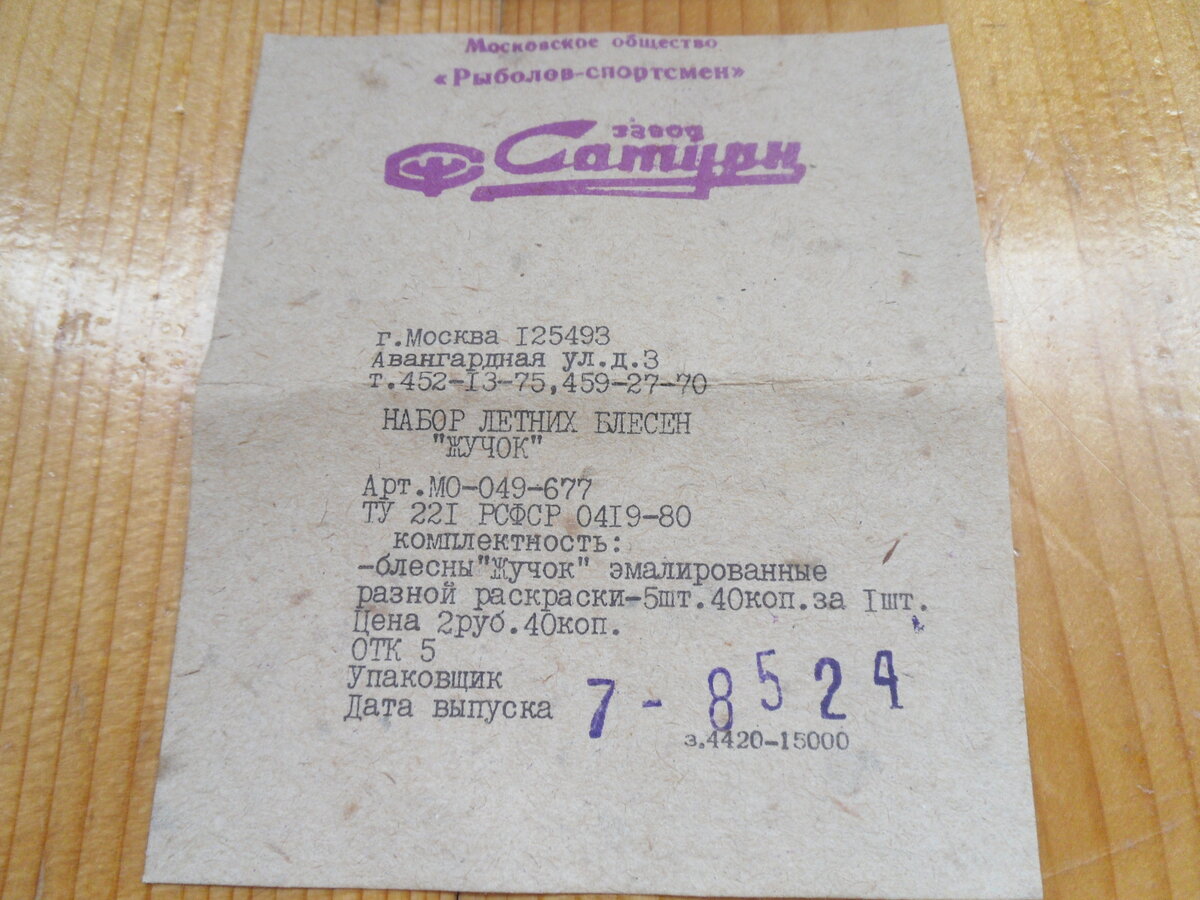 Московское общество
«Рыболов-спортсмен»
завод
Сатурн
г.Москва I25493
Авангардная ул.д.3
т.452-I3-75,459-27-70
НАБОР ЛЕТНИХ БЛЕСЕН
"ЖУЧОК"
Арт.МО-049-677
ТУ 22I РСФСР 04I9-80
комплектность:
-блесны"Жучок" эмалированные
разной раскраски-5шт.40коп.за Iшт.
Цена 2руб.40коп.
ОТК 5
Упаковщик
Дата выпуска 7 - 8524
з.4420-15000